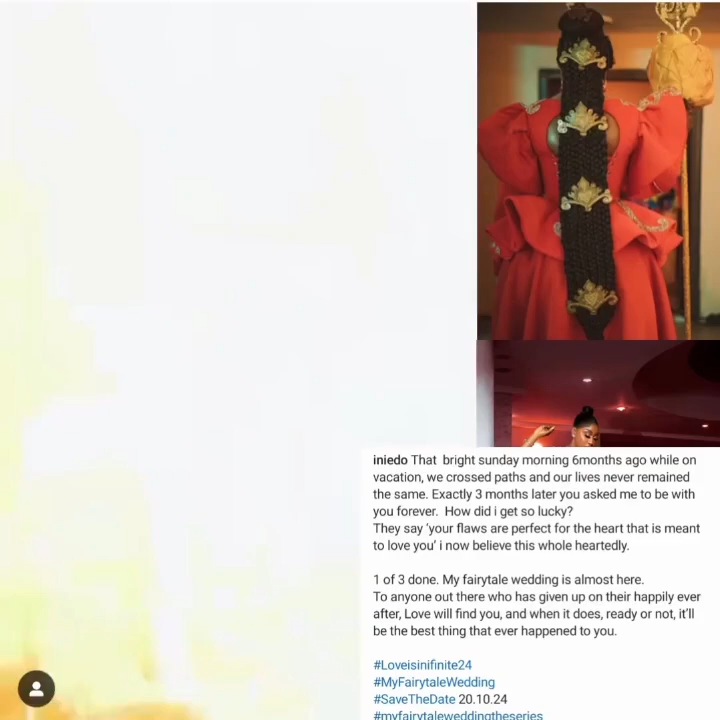 iniedo That  bright sunday morning 6months ago while on
vacation, we crossed paths and our lives never remained
the same. Exactly 3 months later you asked me to be with
you forever.  How did i get so lucky?
They say ‘your flaws are perfect for the heart that is meant
to love you’ i now believe this whole heartedly.
1 of 3 done. My fairytale wedding is almost here.
To anyone out there who has given up on their happily ever
after, Love will find you, and when it does, ready or not, it’ll
be the best thing that ever happened to you.
#Loveisinifinite24
#MyFairytaleWedding
#SaveTheDate 20.10.24
#myfairytaleweddingtheseries